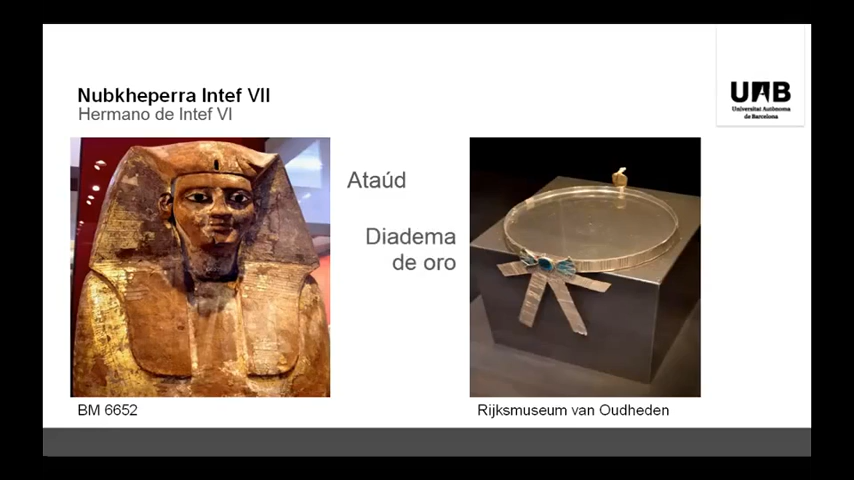 Nubkheperra Intef VII
Hermano de Intef VI
UAB
Universitat Autònoma
de Barcelona
Ataúd
Diadema
de oro
BM 6652
Rijksmuseum van Oudheden